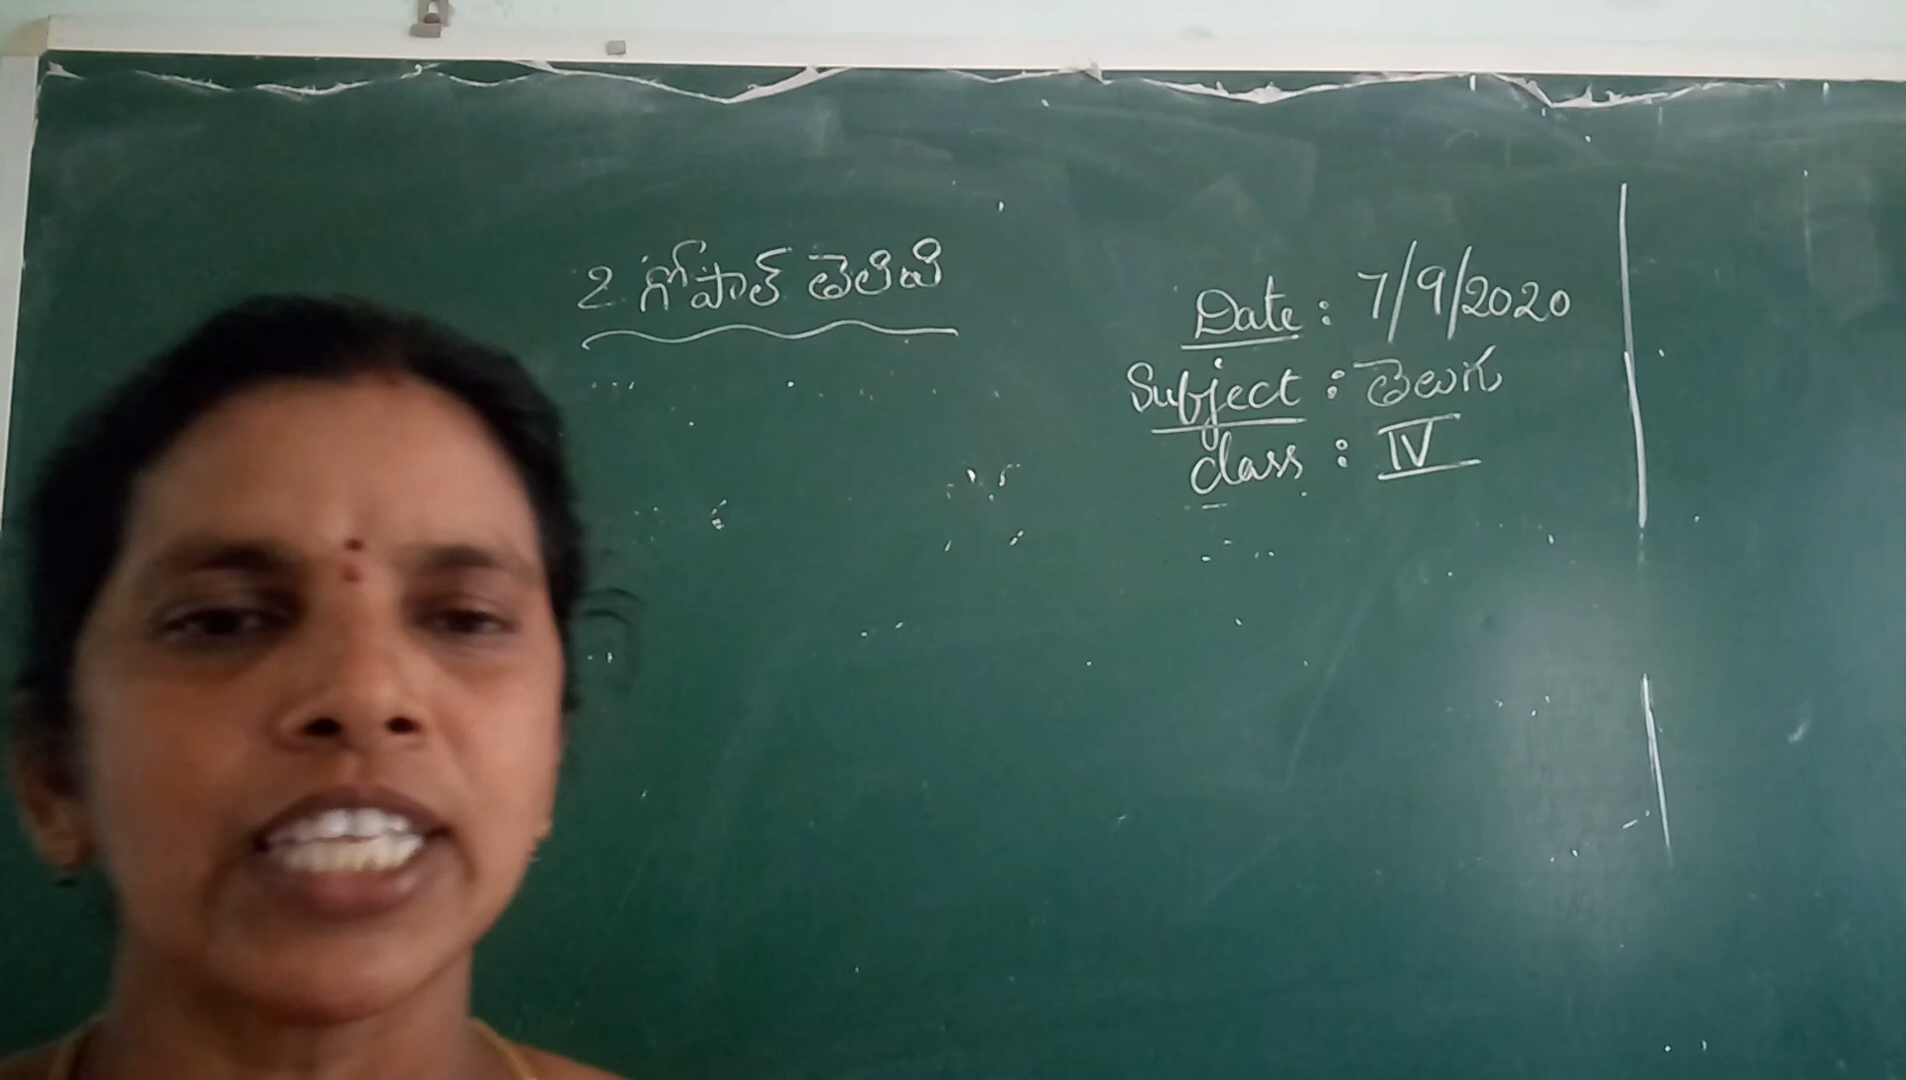 2 గోపాల్ తెలివి
Date : 7/9/2020
Subject : తెలుగు
class : IV